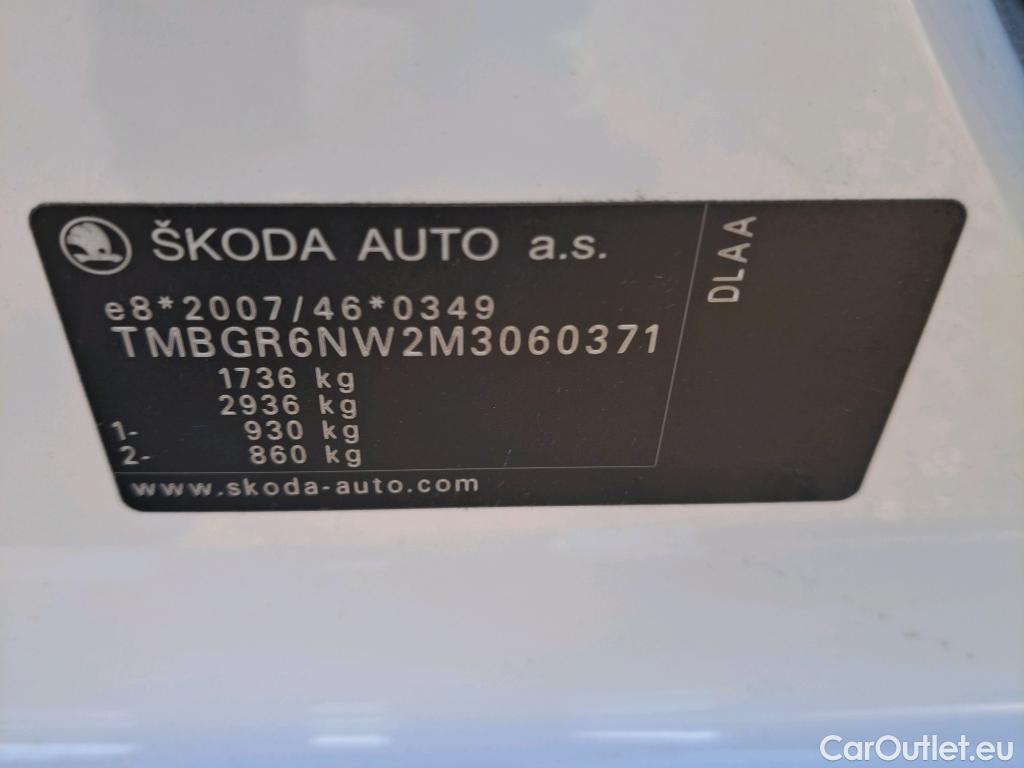 ŠKODA AUTO a.s.
e8*2007/46*0349
TMBGR6NW2M3060371
1736 kg
2936 kg
1- 930 kg
2- 860 kg
www.skoda-auto.com
DLAA
CarOutlet.eu